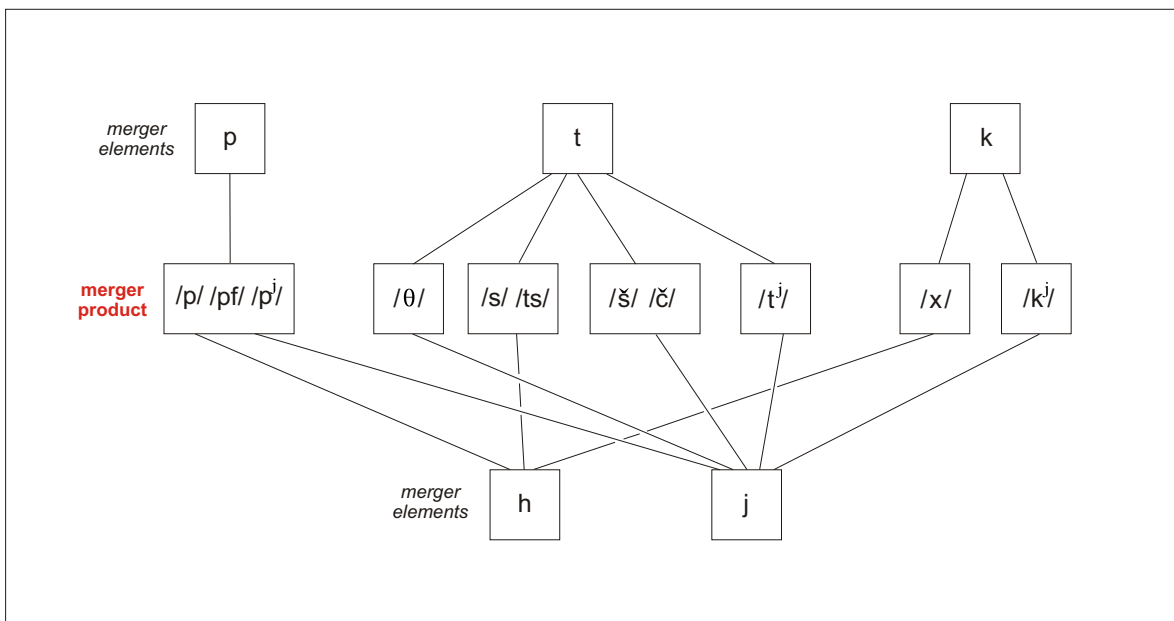 merger
elements
p
t
k
merger
product
/p/ /pf/ /pʲ/
/θ/
/s/ /ts/
/š/ /č/
/tʲ/
/x/
/kʲ/
merger
elements
h
j